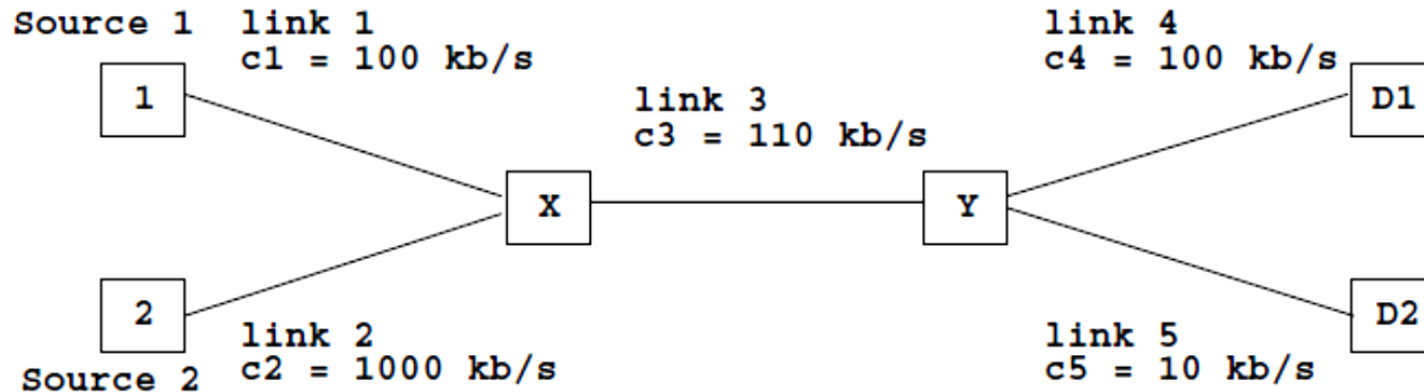 Source 1
link 1
c1 = 100 kb/s
1
link 3
c3 = 110 kb/s
link 4
c4 = 100 kb/s
D1
X
Y
2
Source 2
link 2
c2 = 1000 kb/s
link 5
c5 = 10 kb/s
D2